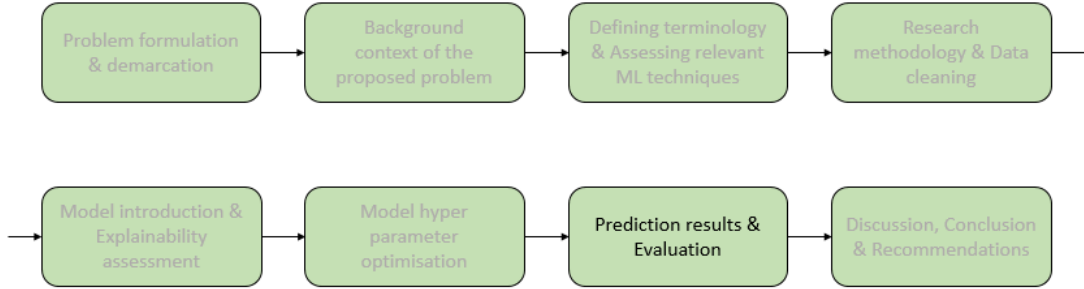 Problem formulation
& demarcation
Background
context of the
proposed problem
Defining terminology
& Assessing relevant
ML techniques
Research
methodology & Data
cleaning
Model introduction &
Explainability
assessment
Model hyper
parameter
optimisation
Prediction results &
Evaluation
Discussion, Conclusion
& Recommendations